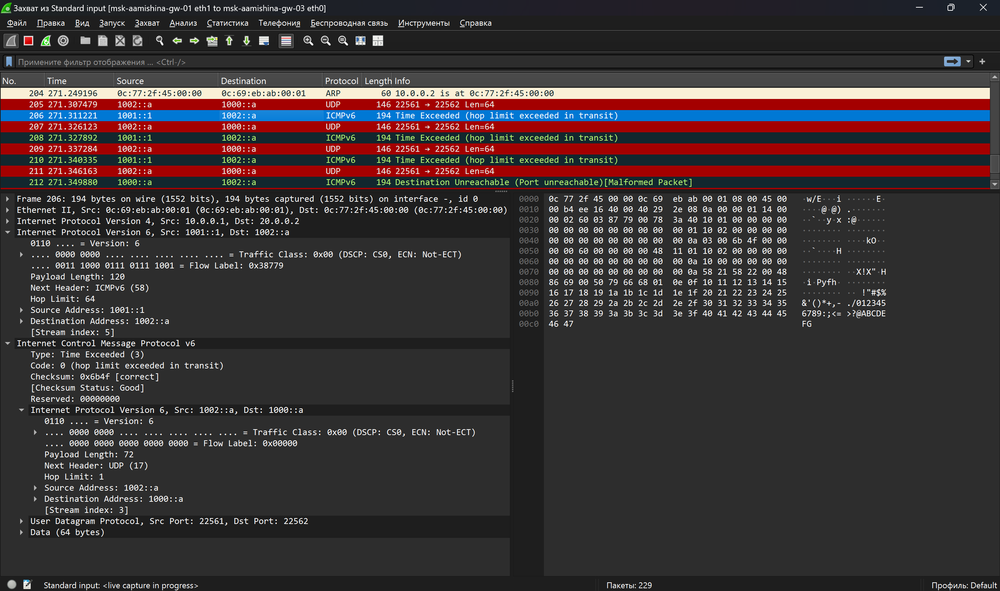 Захват из Standard input [msk-aamishina-gw-01 eth1 to msk-aamishina-gw-03 eth0]
Файл Правка Вид Запуск Захват Анализ Статистика Телефония Беспроводная связь Инструменты Справка
Примените фильтр отображения ... <Ctrl-/>
No. Time Source Destination Protocol Length Info
204 271.249196 0c:77:2f:45:00:00 0c:69:eb:ab:00:01 ARP 60 10.0.0.2 is at 0c:77:2f:45:00:00
205 271.307479 1002::a 1000::a UDP 146 22561 → 22562 Len=64
206 271.311221 1001::1 1002::a ICMPv6 194 Time Exceeded (hop limit exceeded in transit)
207 271.326123 1002::a 1000::a UDP 146 22561 → 22562 Len=64
208 271.327892 1001::1 1002::a ICMPv6 194 Time Exceeded (hop limit exceeded in transit)
209 271.337284 1002::a 1000::a UDP 146 22561 → 22562 Len=64
210 271.340335 1001::1 1002::a ICMPv6 194 Time Exceeded (hop limit exceeded in transit)
211 271.346163 1002::a 1000::a UDP 146 22561 → 22562 Len=64
212 271.349880 1000::a 1002::a ICMPv6 194 Destination Unreachable (Port unreachable)[Malformed Packet]
Frame 206: 194 bytes on wire (1552 bits), 194 bytes captured (1552 bits) on interface -, id 0
Ethernet II, Src: 0c:69:eb:ab:00:01 (0c:69:eb:ab:00:01), Dst: 0c:77:2f:45:00:00 (0c:77:2f:45:00:00)
Internet Protocol Version 4, Src: 10.0.0.1, Dst: 20.0.0.2
Internet Protocol Version 6, Src: 1001::1, Dst: 1002::a
0110 .... = Version: 6
.... 0000 0000 .... .... .... .... .... = Traffic Class: 0x00 (DSCP: CS0, ECN: Not-ECT)
.... 0011 1000 0111 0111 1001 = Flow Label: 0x38779
Payload Length: 120
Next Header: ICMPv6 (58)
Hop Limit: 64
Source Address: 1001::1
Destination Address: 1002::a
[Stream index: 5]
Internet Control Message Protocol v6
Type: Time Exceeded (3)
Code: 0 (hop limit exceeded in transit)
Checksum: 0x6b4f [correct]
[Checksum Status: Good]
Reserved: 00000000
Internet Protocol Version 6, Src: 1002::a, Dst: 1000::a
0110 .... = Version: 6
.... 0000 0000 .... .... .... .... .... = Traffic Class: 0x00 (DSCP: CS0, ECN: Not-ECT)
.... 0000 0000 0000 0000 0000 = Flow Label: 0x00000
Payload Length: 72
Next Header: UDP (17)
Hop Limit: 1
Source Address: 1002::a
Destination Address: 1000::a
[Stream index: 3]
User Datagram Protocol, Src Port: 22561, Dst Port: 22562
Data (64 bytes)
0000 0c 77 2f 45 00 00 0c 69 eb ab 00 01 08 00 45 00 ·w/E···i ······E·
0010 00 b4 ee 16 40 00 40 29 2e 08 0a 00 00 01 14 00 ····@·@) .·······
0020 00 02 60 03 87 79 00 78 3a 40 10 01 00 00 00 00 ··`··y·x :@······
0030 00 00 00 00 00 00 00 00 00 01 10 02 00 00 00 00 ········ ········
0040 00 00 00 00 00 00 00 00 00 0a 03 00 6b 4f 00 00 ········ ····kO··
0050 00 00 60 00 00 00 00 48 11 01 10 02 00 00 00 00 ··`····H ········
0060 00 00 00 00 00 00 00 00 00 0a 10 00 00 00 00 00 ········ ········
0070 00 00 00 00 00 00 00 00 00 0a 58 21 58 22 00 48 ········ ··X!X"·H
0080 86 69 00 50 79 66 68 01 0e 0f 10 11 12 13 14 15 ·i·Pyfh· ········
0090 16 17 18 19 1a 1b 1c 1d 1e 1f 20 21 22 23 24 25 ········ ·· !"#$%
00a0 26 27 28 29 2a 2b 2c 2d 2e 2f 30 31 32 33 34 35 &'()*+,- ./012345
00b0 36 37 38 39 3a 3b 3c 3d 3e 3f 40 41 42 43 44 45 6789:;<= >?@ABCDE
00c0 46 47 FG
Standard input: <live capture in progress> Пакеты: 229 Профиль: Default